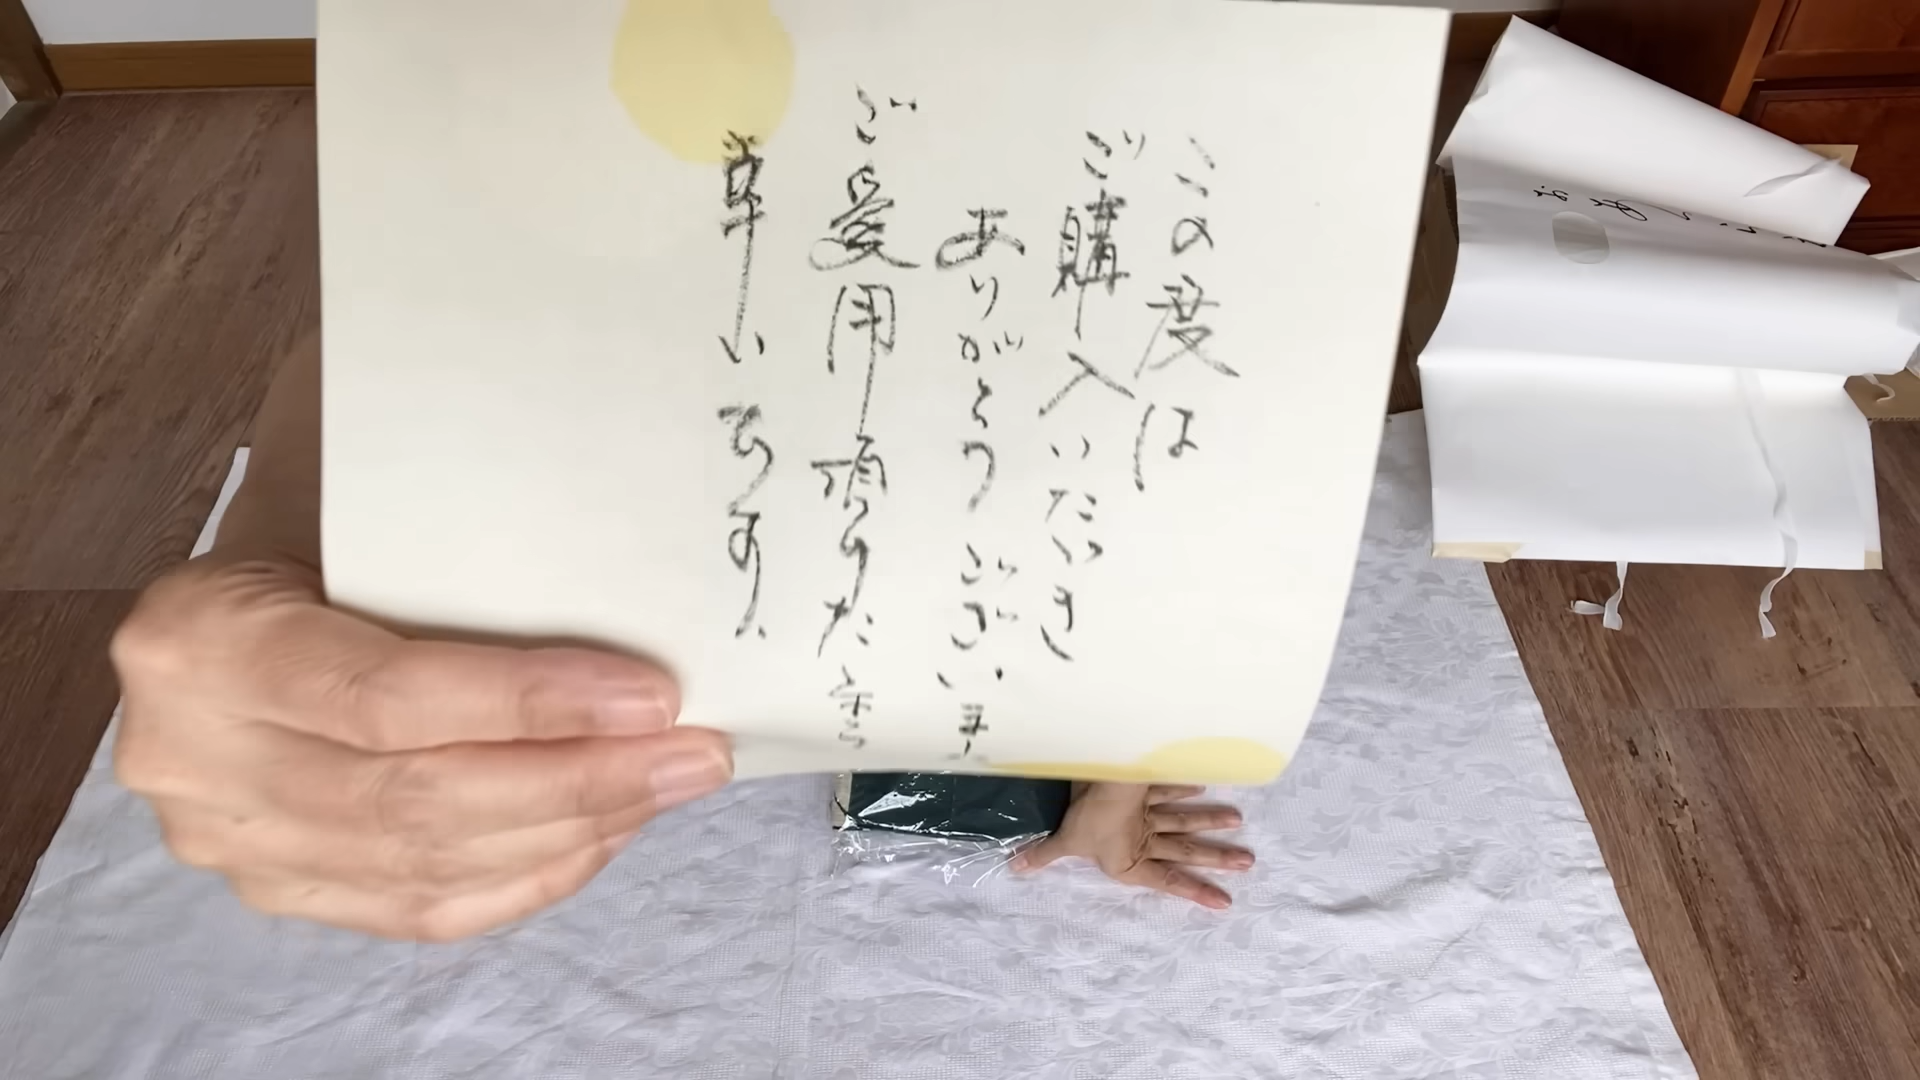 この度は
ご購入いただき
ありがとうございま
ご愛用頂けたら
幸いです。